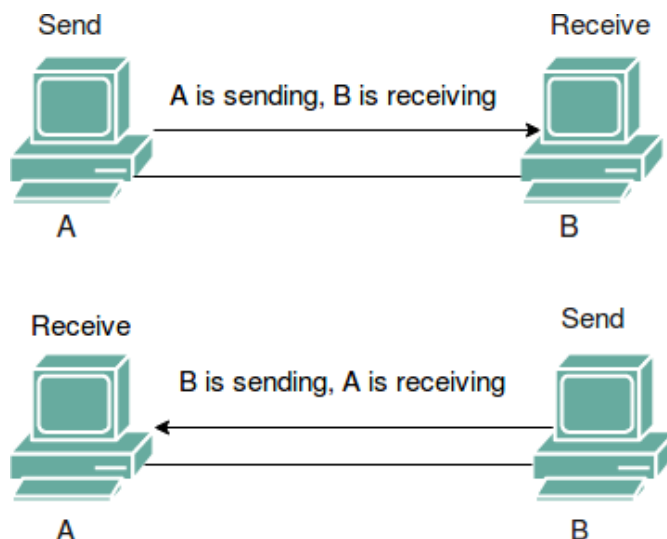 Send
Receive
A is sending, B is receiving
A
B
Receive
Send
B is sending, A is receiving
A
B